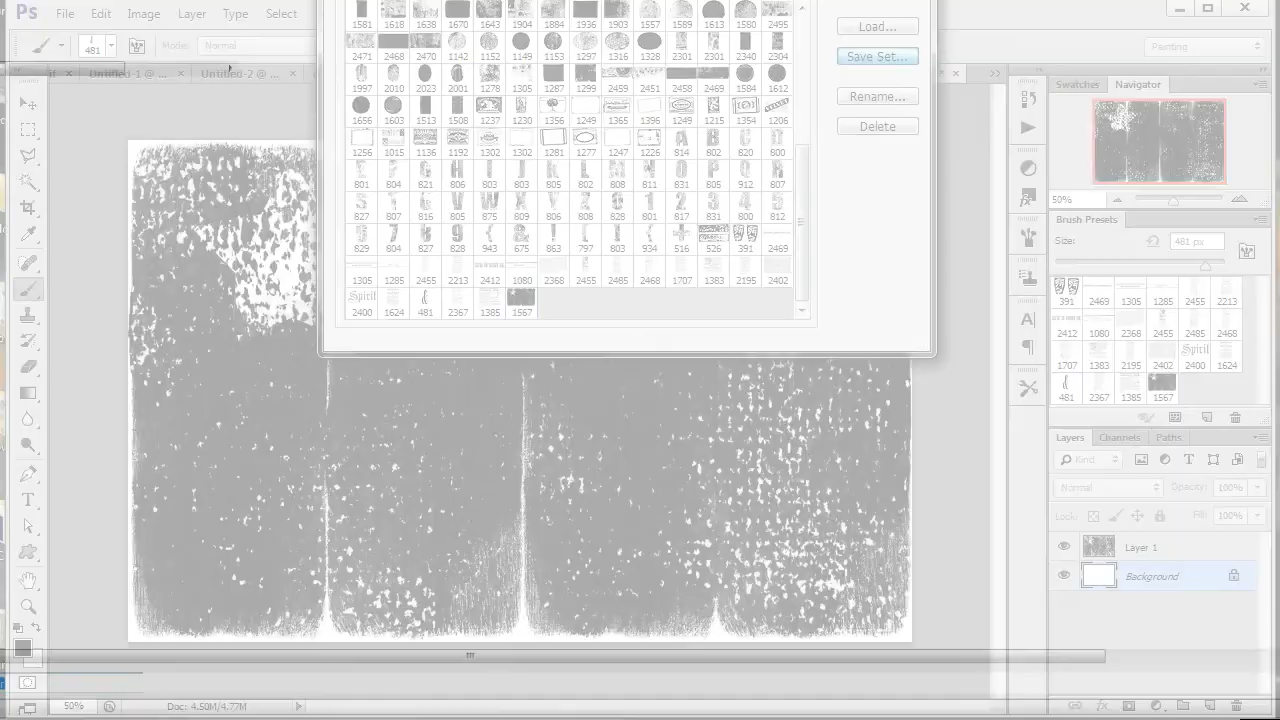 Ps File Edit Image Layer Type Select
481 Mode: Normal Painting
Untitled-1 @ ... × Untitled-2 @ ... ×
1581 1618 1638 1670 1643 1904 1884 1936 1903 1557 1589 1613 1580 2495
2471 2468 2470 1142 1152 1149 1153 1297 1316 1328 2301 2301 2340 2304
1997 2010 2023 2001 1278 1305 1287 1299 2459 2451 2458 2469 1584 1612
1656 1603 1513 1508 1237 1230 1356 1249 1365 1396 1249 1215 1354 1206
1256 1015 1136 1192 1302 1302 1281 1277 1247 1226 814 802 820 800
801 804 821 806 803 803 805 802 808 811 831 805 912 807
827 807 816 805 875 809 806 808 828 801 817 831 800 812
829 804 827 828 943 675 863 797 803 934 516 526 391 2469
1305 1285 2455 2213 2412 1080 2368 2455 2485 2468 1707 1383 2195 2402
Spirit
2400 1624 481 2367 1385 1567
Load...
Save Set...
Rename...
Delete
Swatches Navigator
50%
Brush Presets
Size: 481 px
391 2469 1305 1285 2455 2213
2412 1080 2368 2455 2485 2468
Spirit
1707 1383 2195 2402 2400 1624
481 2367 1385 1567
Layers Channels Paths
Kind
Normal Opacity: 100%
Lock: Fill: 100%
Layer 1
Background
50% Doc: 4.50M/4.77M